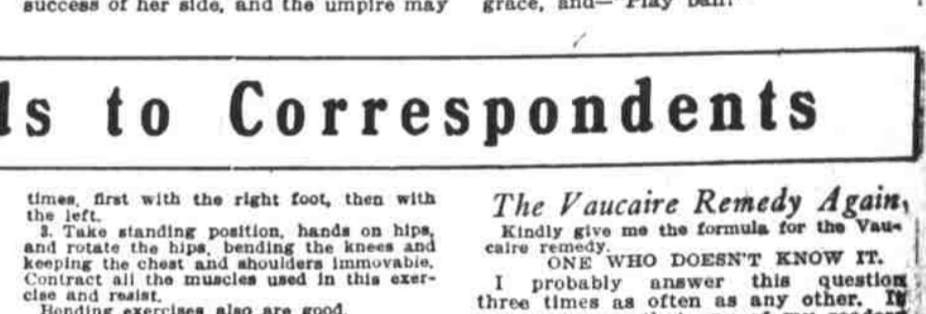 success of her side, and the umpire may
grace, and— "Play ball!"
ls to Correspondents
times, first with the right foot, then with
the left.
3. Take standing position, hands on hips,
and rotate the hips, bending the knees and
keeping the chest and shoulders immovable.
Contract all the muscles used in this exer-
cise and resist.
Bending exercises also are good.
The Vaucaire Remedy Again,
Kindly give me the formula for the Vau-
caire remedy.
ONE WHO DOESN'T KNOW IT.
I probably answer this question
three times as often as any other. It